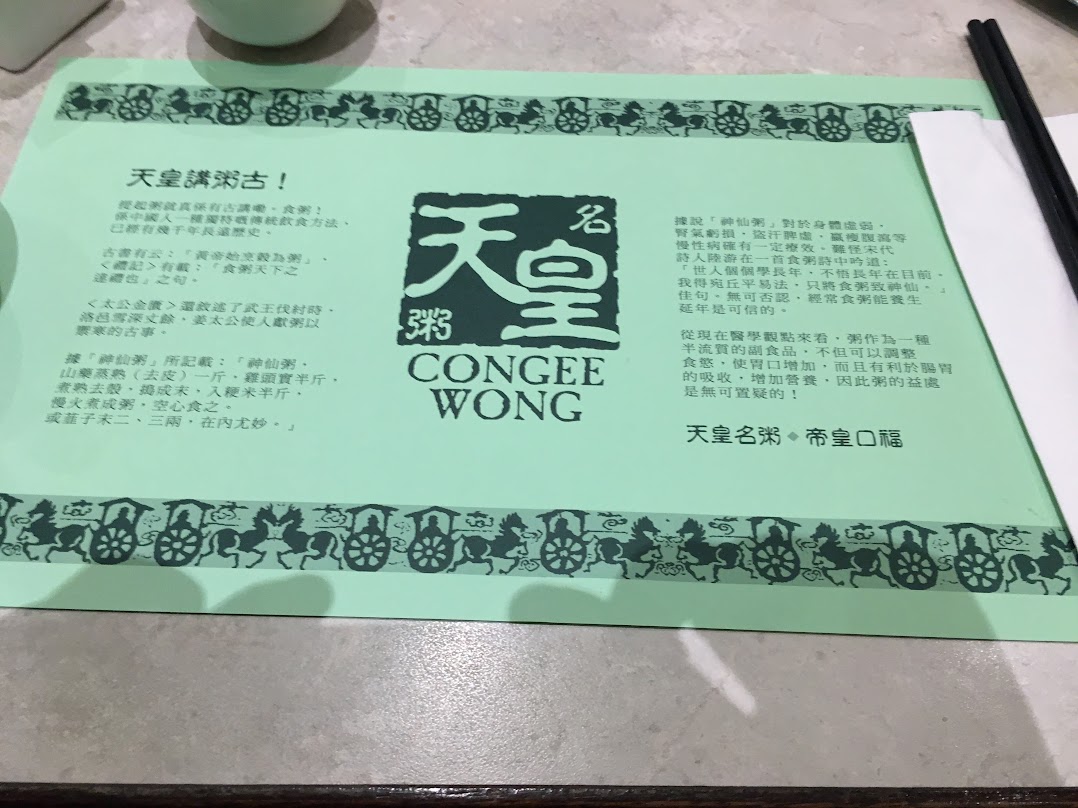 天皇講粥古！
提起粥就真係有古講嘞。食粥！
係中國人一種獨特嘅傳統飲食方法，
已經有幾千年長遠歷史。
古書有云：「黃帝始烹穀為粥」、
＜禮記＞有載：「食粥天下之
達禮也」之句。
＜太公金匱＞還敘述了武王伐紂時，
洛邑雪深丈餘，姜太公使人獻粥以
禦寒的古事。
據「神仙粥」所記載：「神仙粥，
山藥蒸熟（去皮）一斤，雞頭實半斤，
煮熟去殼，搗成末，入粳米半斤，
慢火煮成粥，空心食之。
或韮子末二、三兩，在內尤妙。」
名
天皇
粥
CONGEE
WONG
據說「神仙粥」對於身體虛弱，
腎氣虧損，盜汗脾虛，羸瘦腹瀉等
慢性病確有一定療效。難怪宋代
詩人陸游在一首食粥詩中吟道：
「世人個個學長年，不悟長年在目前，
我得宛丘平易法，只將食粥致神仙。」
佳句。無可否認，經常食粥能養生
延年是可信的。
從現在醫學觀點來看，粥作為一種
半流質的副食品，不但可以調整
食慾，使胃口增加，而且有利於腸胃
的吸收，增加營養，因此粥的益處
是無可置疑的！
天皇名粥◆帝皇口福